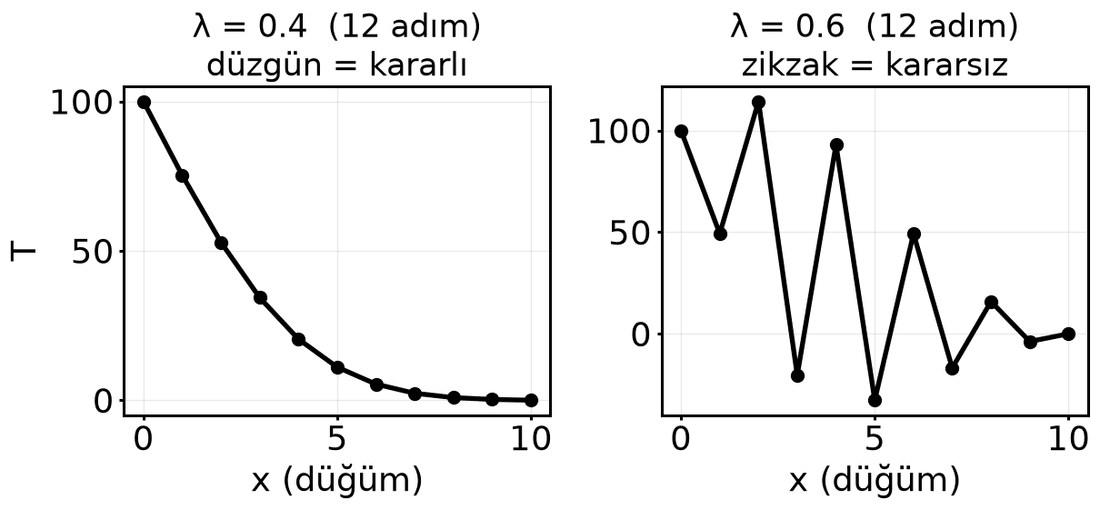 λ = 0.4 (12 adım)
düzgün = kararlı
100
50
0
T
0 5 10
x (düğüm)
λ = 0.6 (12 adım)
zikzak = kararsız
100
50
0
0 5 10
x (düğüm)